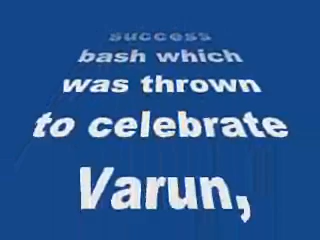 success
bash which
was thrown
to celebrate
Varun,